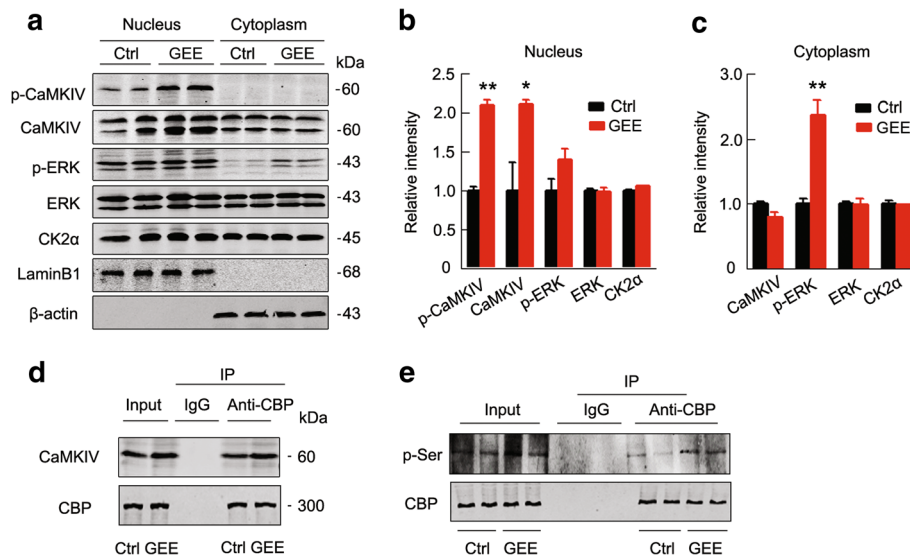 a
Nucleus Cytoplasm
Ctrl GEE Ctrl GEE kDa
p-CaMKIV -60
CaMKIV -60
p-ERK -43
ERK -43
CK2α -45
LaminB1 -68
β-actin -43
b
Nucleus
Relative intensity
2.5
2.0
1.5
1.0
0.5
0
** *
Ctrl
GEE
p-CaMKIV CaMKIV p-ERK ERK CK2α
c
Cytoplasm
Relative intensity
3.0
2.0
1.0
0
**
Ctrl
GEE
CaMKIV p-ERK ERK CK2α
d
IP
Input IgG Anti-CBP kDa
CaMKIV - 60
CBP - 300
Ctrl GEE Ctrl GEE
e
IP
Input IgG Anti-CBP
p-Ser
CBP
Ctrl GEE Ctrl GEE